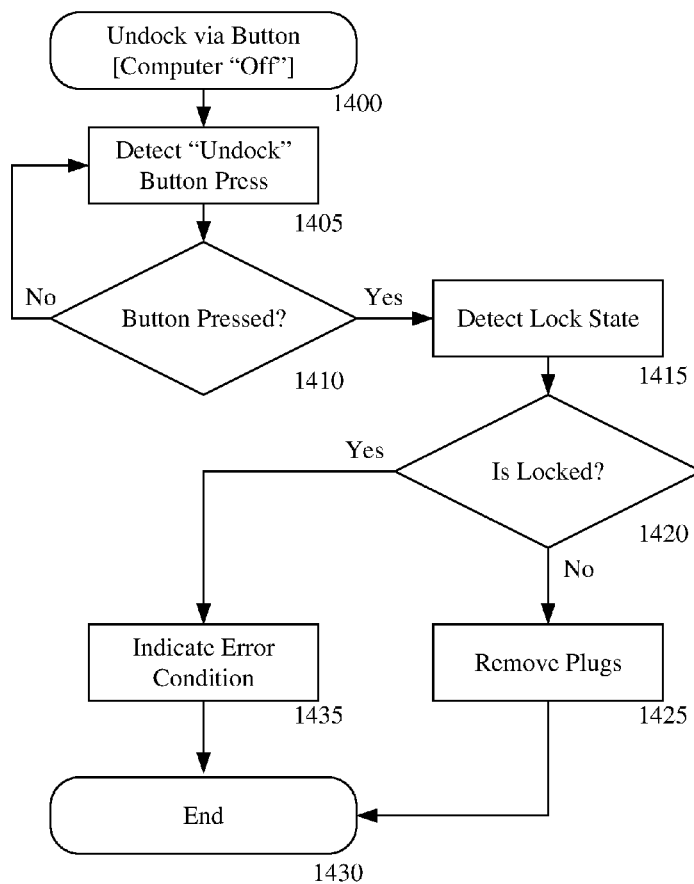 Undock via Button
[Computer “Off”]
1400
Detect “Undock”
Button Press
1405
No
Button Pressed?
Yes
1410
Detect Lock State
1415
Yes
Is Locked?
1420
No
Indicate Error
Condition
1435
Remove Plugs
1425
End
1430